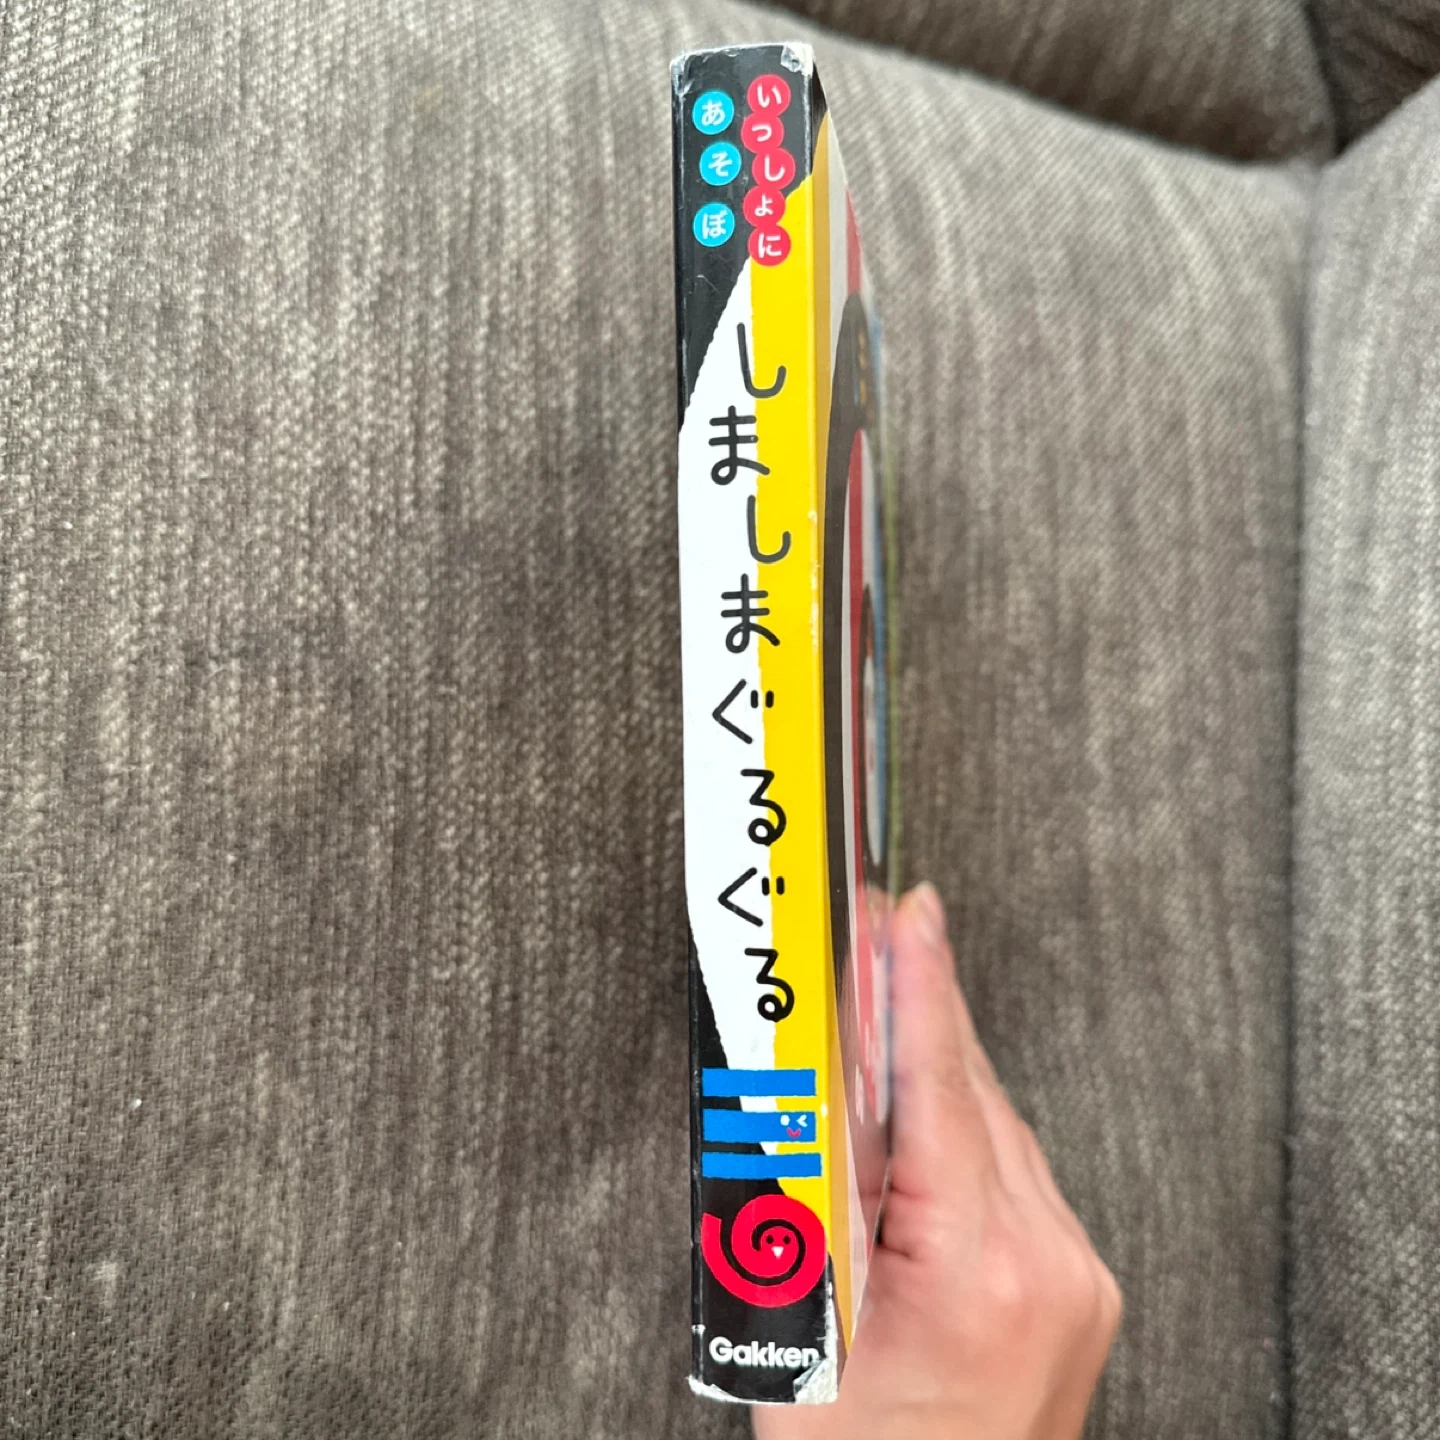 いっしょに
あそぼ
しましまぐるぐる
Gakken